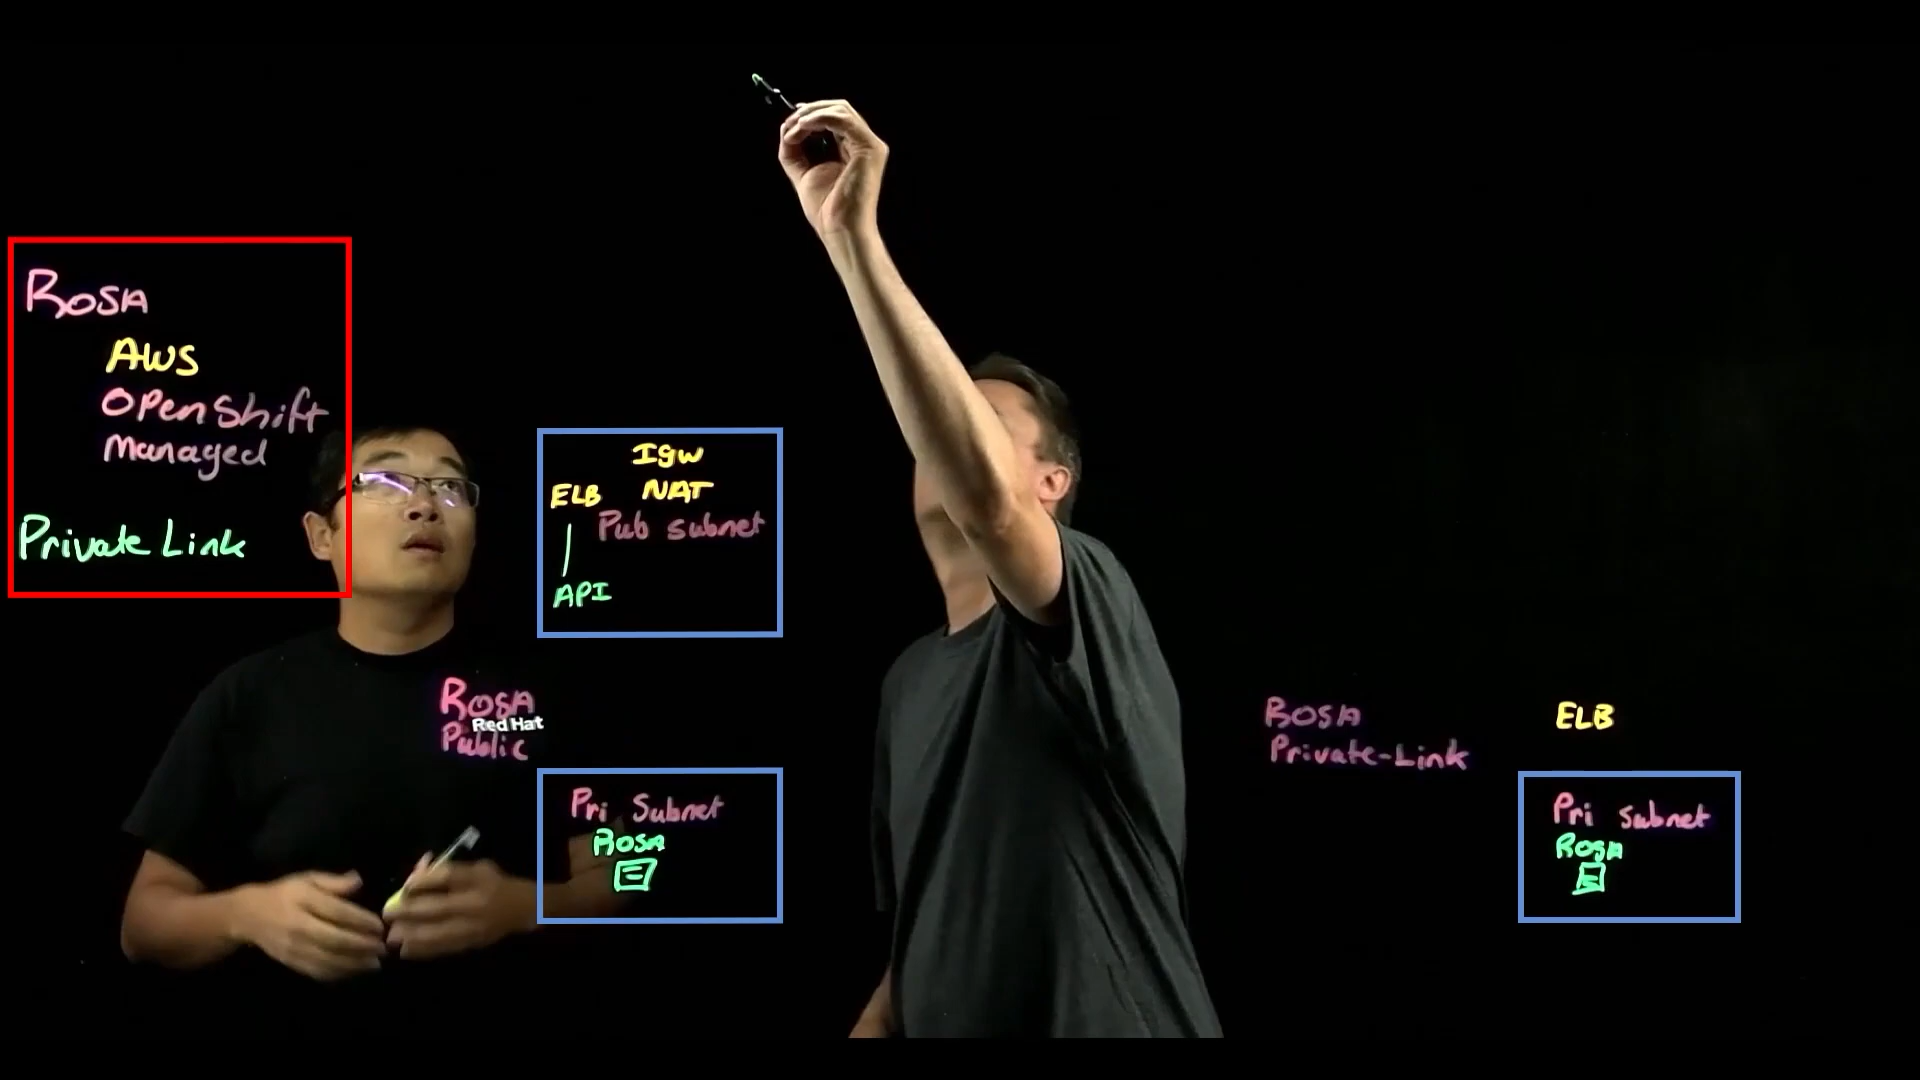 ROSA
AWS
OpenShift
Managed
Private Link
IGW
ELB NAT
Pub subnet
API
ROSA
Red Hat
Public
Pri Subnet
ROSA
ROSA
Private-Link
ELB
Pri subnet
ROSA